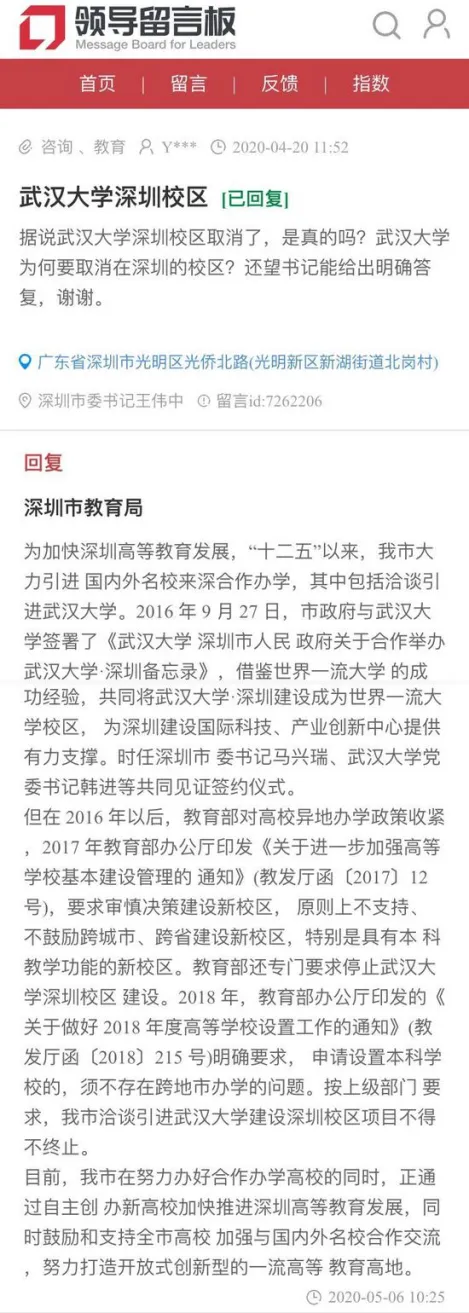 领导留言板
Message Board for Leaders
首页 | 留言 | 反馈 | 指数
咨询 、教育 Y*** 2020-04-20 11:52
武汉大学深圳校区 [已回复]
据说武汉大学深圳校区取消了，是真的吗？武汉大学
为何要取消在深圳的校区？还望书记能给出明确答
复，谢谢。
广东省深圳市光明区光侨北路(光明新区新湖街道北岗村)
深圳市委书记王伟中 留言id:7262206
回复
深圳市教育局
为加快深圳高等教育发展，“十二五”以来，我市大
力引进 国内外名校来深合作办学，其中包括洽谈引
进武汉大学。2016 年 9 月 27 日，市政府与武汉大
学签署了《武汉大学 深圳市人民 政府关于合作举办
武汉大学·深圳备忘录》，借鉴世界一流大学 的成
功经验，共同将武汉大学·深圳建设成为世界一流大
学校区， 为深圳建设国际科技、产业创新中心提供
有力支撑。时任深圳市 委书记马兴瑞、武汉大学党
委书记韩进等共同见证签约仪式。
但在 2016 年以后，教育部对高校异地办学政策收紧
，2017 年教育部办公厅印发《关于进一步加强高等
学校基本建设管理的 通知》(教发厅函〔2017〕12
号)，要求审慎决策建设新校区， 原则上不支持、
不鼓励跨城市、跨省建设新校区，特别是具有本 科
教学功能的新校区。教育部还专门要求停止武汉大
学深圳校区 建设。2018 年，教育部办公厅印发的《
关于做好 2018 年度高等学校设置工作的通知》(教
发厅函〔2018〕215 号)明确要求， 申请设置本科学
校的，须不存在跨地市办学的问题。按上级部门 要
求，我市洽谈引进武汉大学建设深圳校区项目不得
不终止。
目前，我市在努力办好合作办学高校的同时，正通
过自主创 办新高校加快推进深圳高等教育发展，同
时鼓励和支持全市高校 加强与国内外名校合作交流
，努力打造开放式创新型的一流高等 教育高地。
2020-05-06 10:25